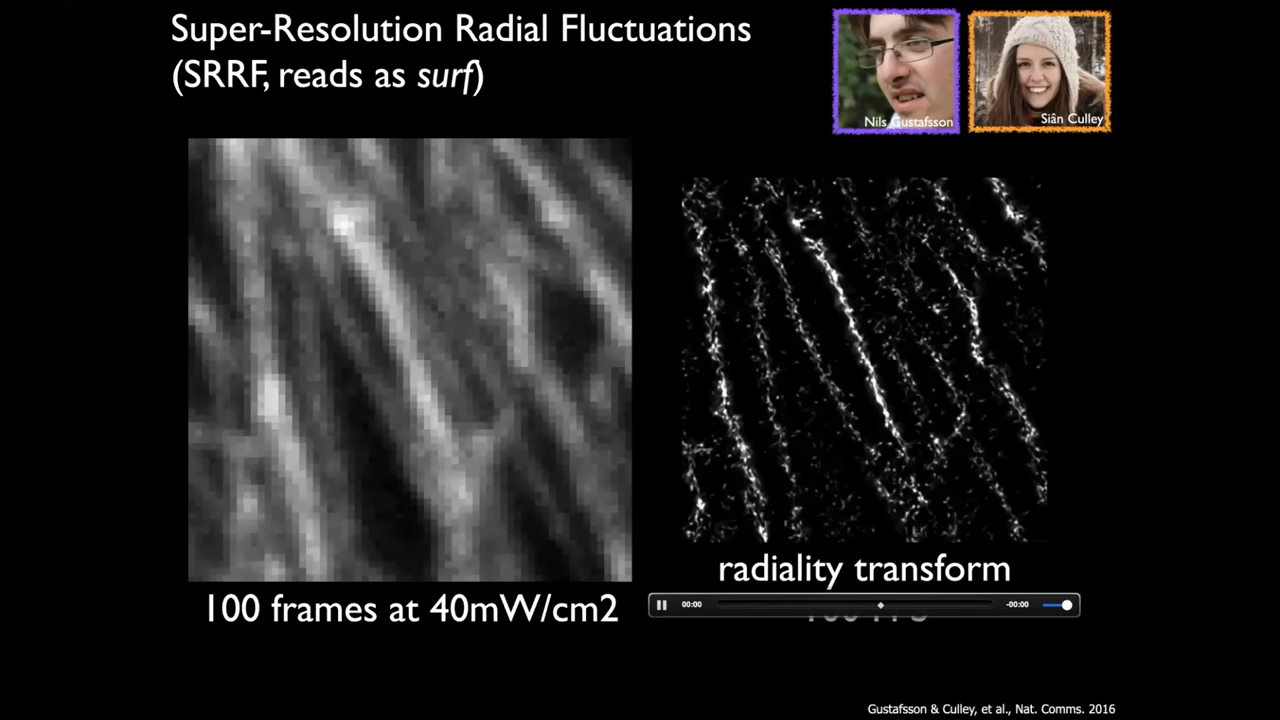 Super-Resolution Radial Fluctuations
(SRRF, reads as surf)
Nils Gustafsson
Siân Culley
radiality transform
100 frames at 40mW/cm2
00:00
-00:00
Gustafsson & Culley, et al., Nat. Comms. 2016